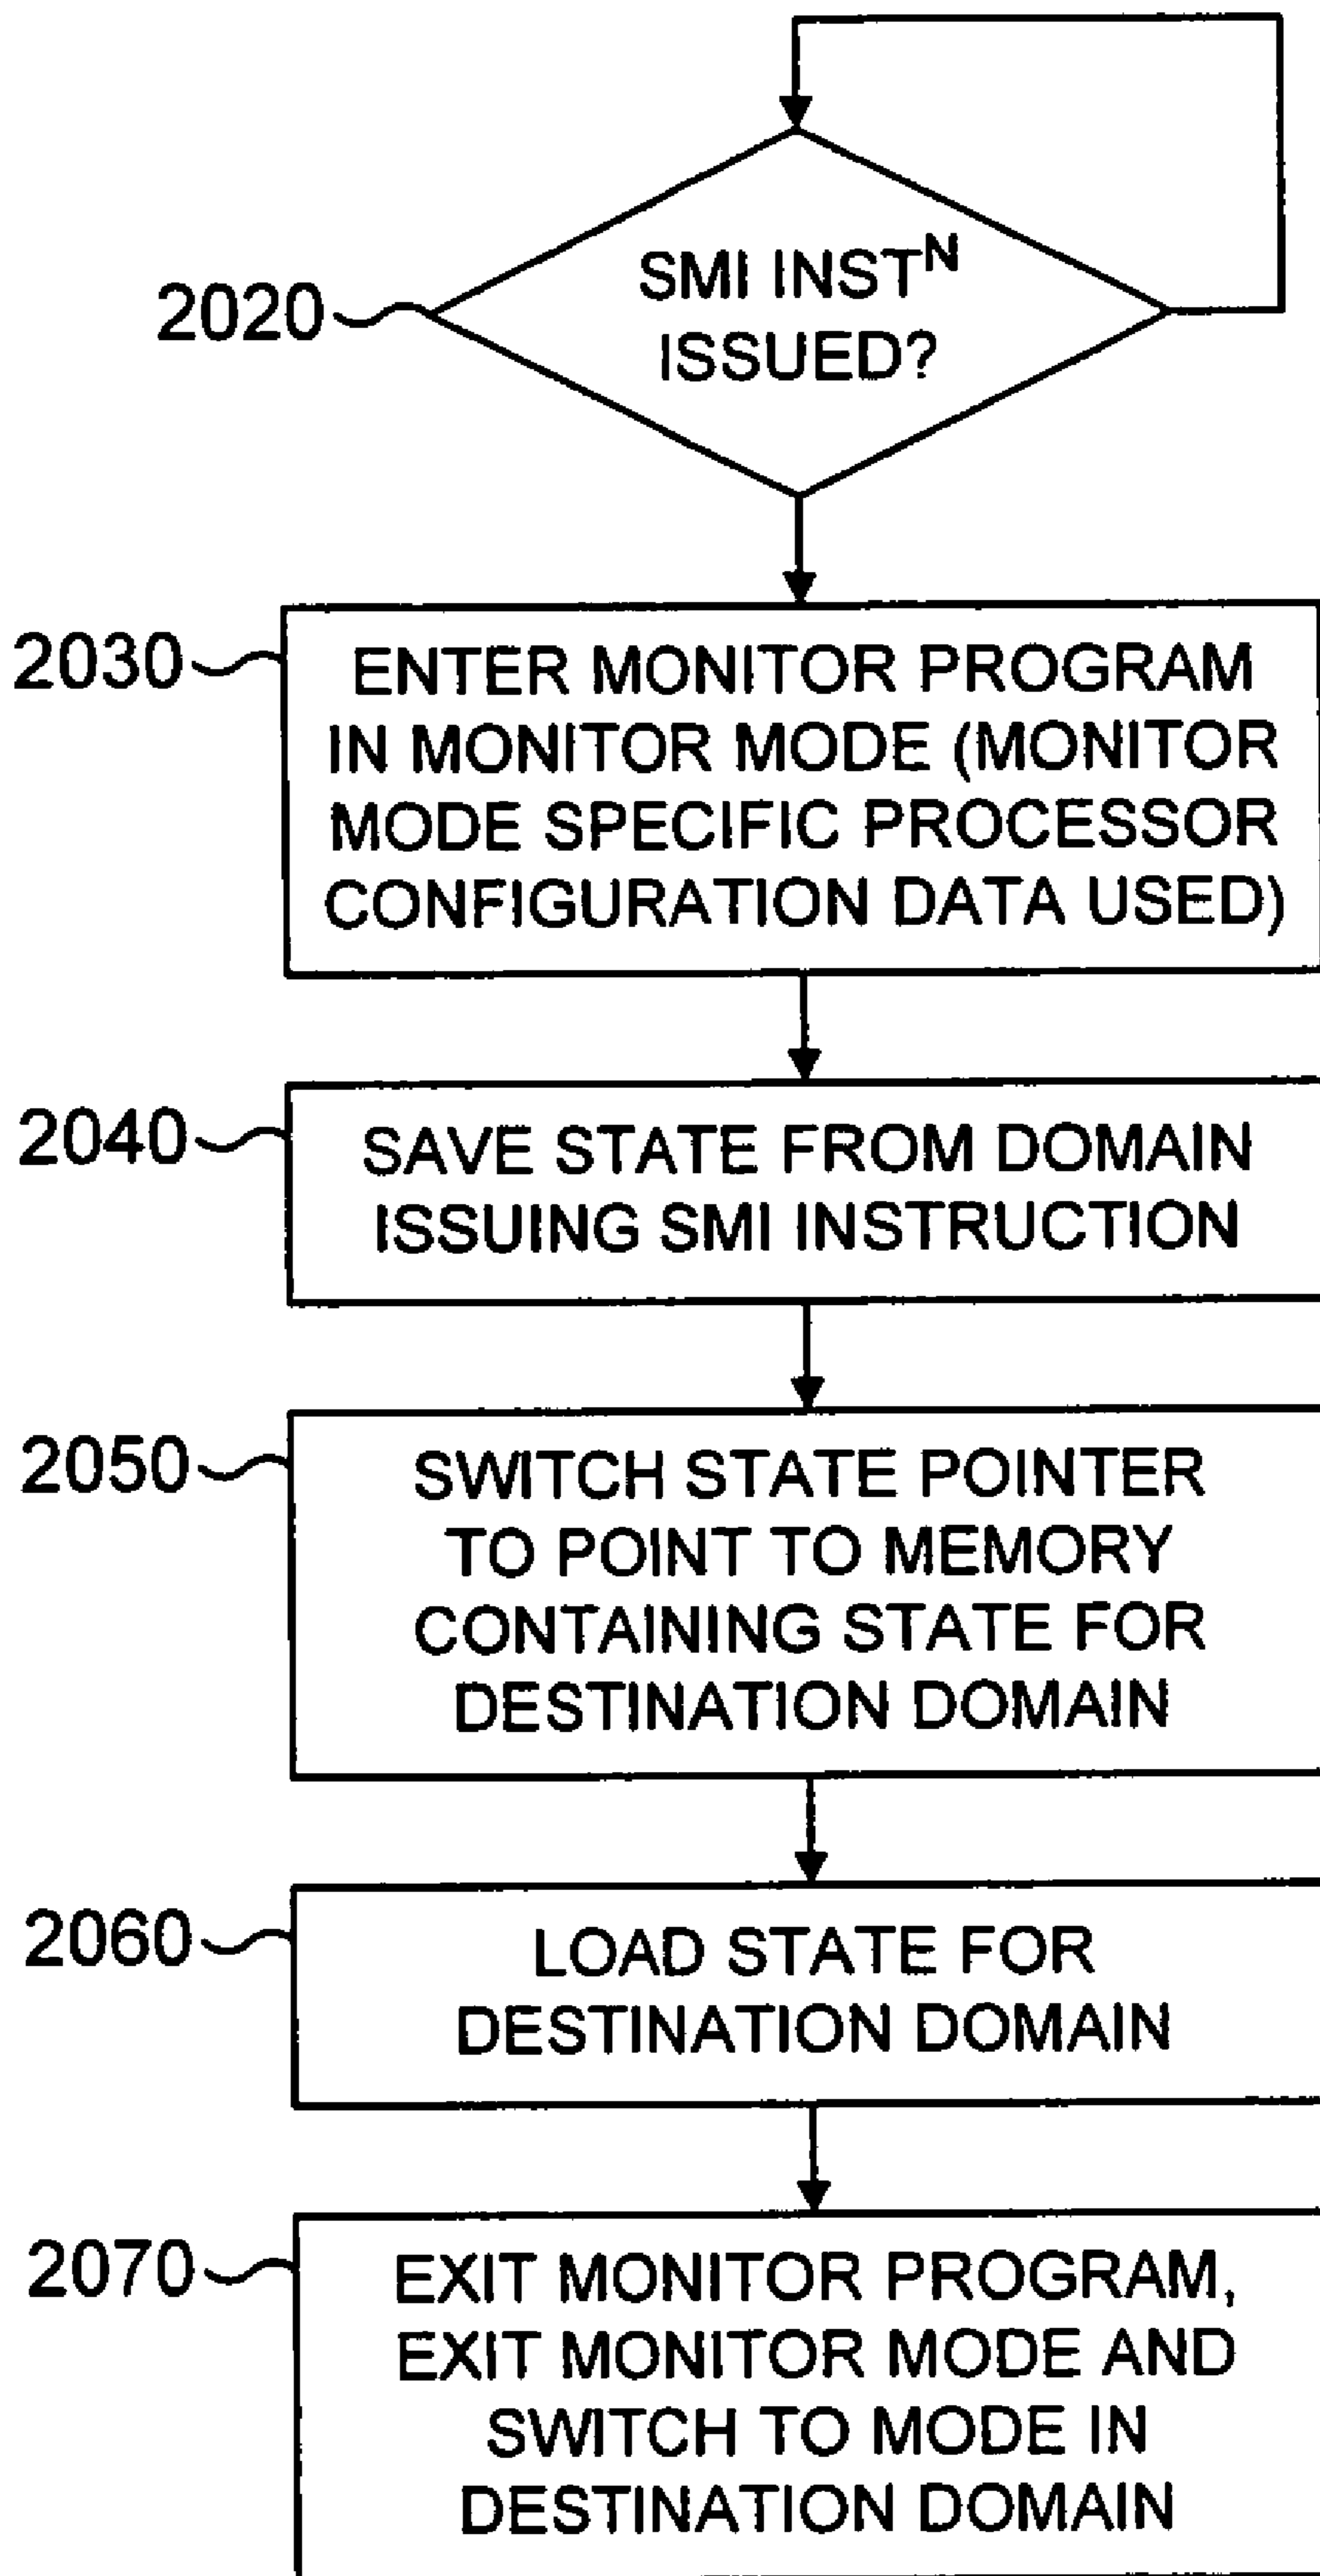 2020
SMI INSTᴺ
ISSUED?
2030
ENTER MONITOR PROGRAM
IN MONITOR MODE (MONITOR
MODE SPECIFIC PROCESSOR
CONFIGURATION DATA USED)
2040
SAVE STATE FROM DOMAIN
ISSUING SMI INSTRUCTION
2050
SWITCH STATE POINTER
TO POINT TO MEMORY
CONTAINING STATE FOR
DESTINATION DOMAIN
2060
LOAD STATE FOR
DESTINATION DOMAIN
2070
EXIT MONITOR PROGRAM,
EXIT MONITOR MODE AND
SWITCH TO MODE IN
DESTINATION DOMAIN